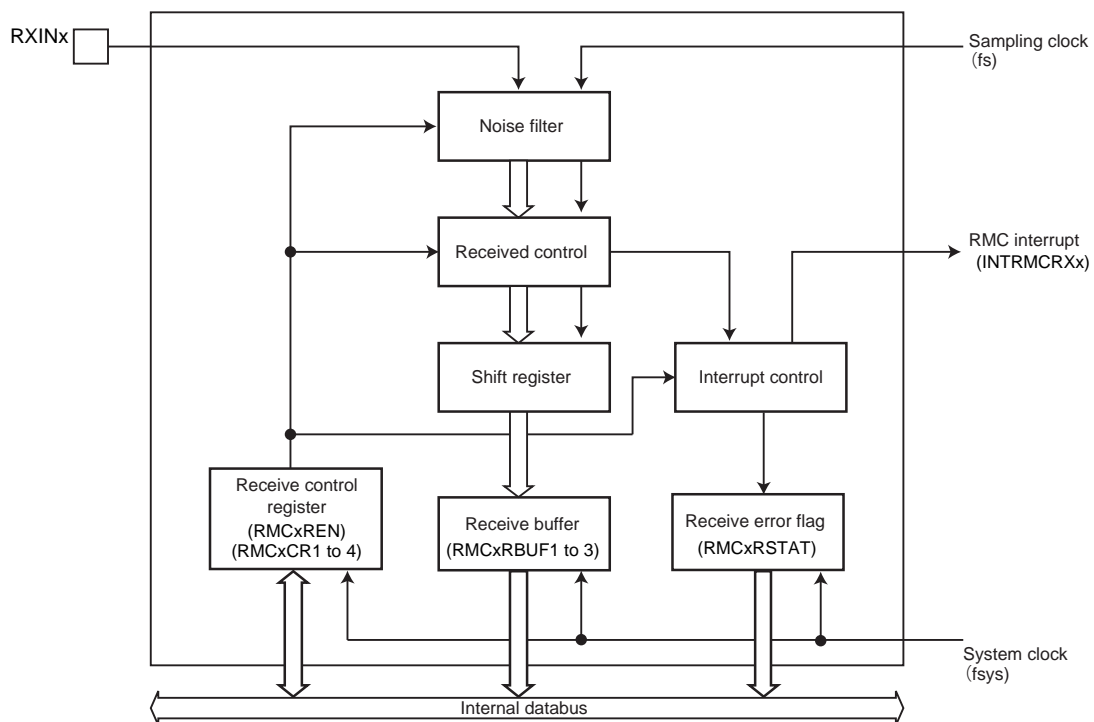 RXINx
Sampling clock
(fs)
Noise filter
Received control
RMC interrupt
(INTRMCRXx)
Shift register
Interrupt control
Receive control
register
(RMCxREN)
(RMCxCR1 to 4)
Receive buffer
(RMCxRBUF1 to 3)
Receive error flag
(RMCxRSTAT)
System clock
(fsys)
Internal databus